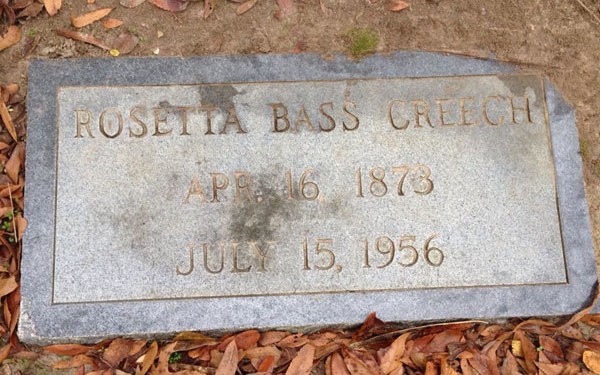 ROSETTA BASS CREECH
APR. 16, 1873
JULY 15, 1956